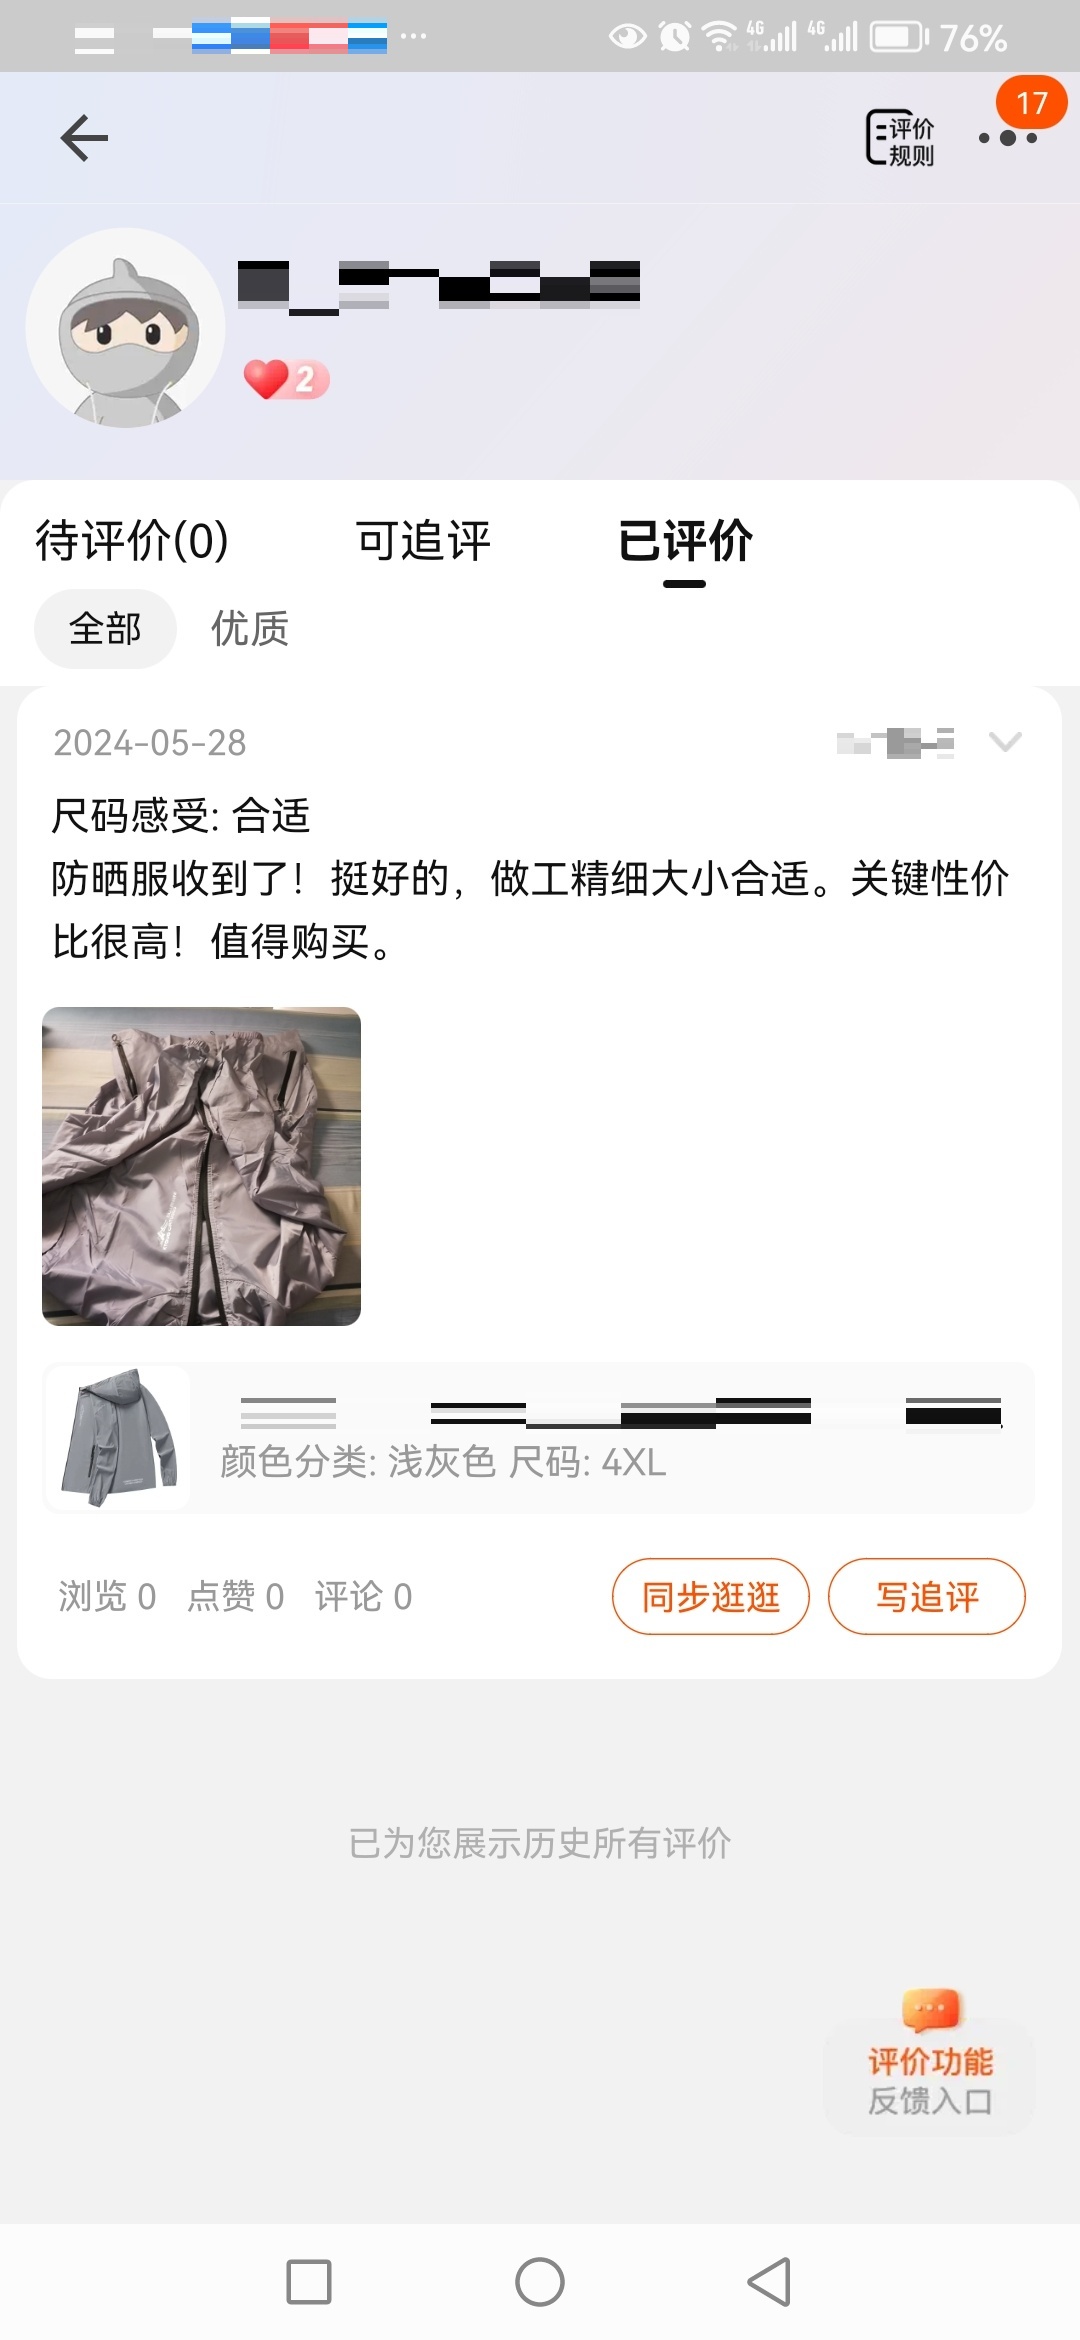 4G 4G 76%
17
评价
规则
2
待评价(0) 可追评 已评价
全部 优质
2024-05-28
尺码感受: 合适
防晒服收到了！挺好的，做工精细大小合适。关键性价
比很高！值得购买。
颜色分类: 浅灰色 尺码: 4XL
浏览 0 点赞 0 评论 0 同步逛逛 写追评
已为您展示历史所有评价
评价功能
反馈入口